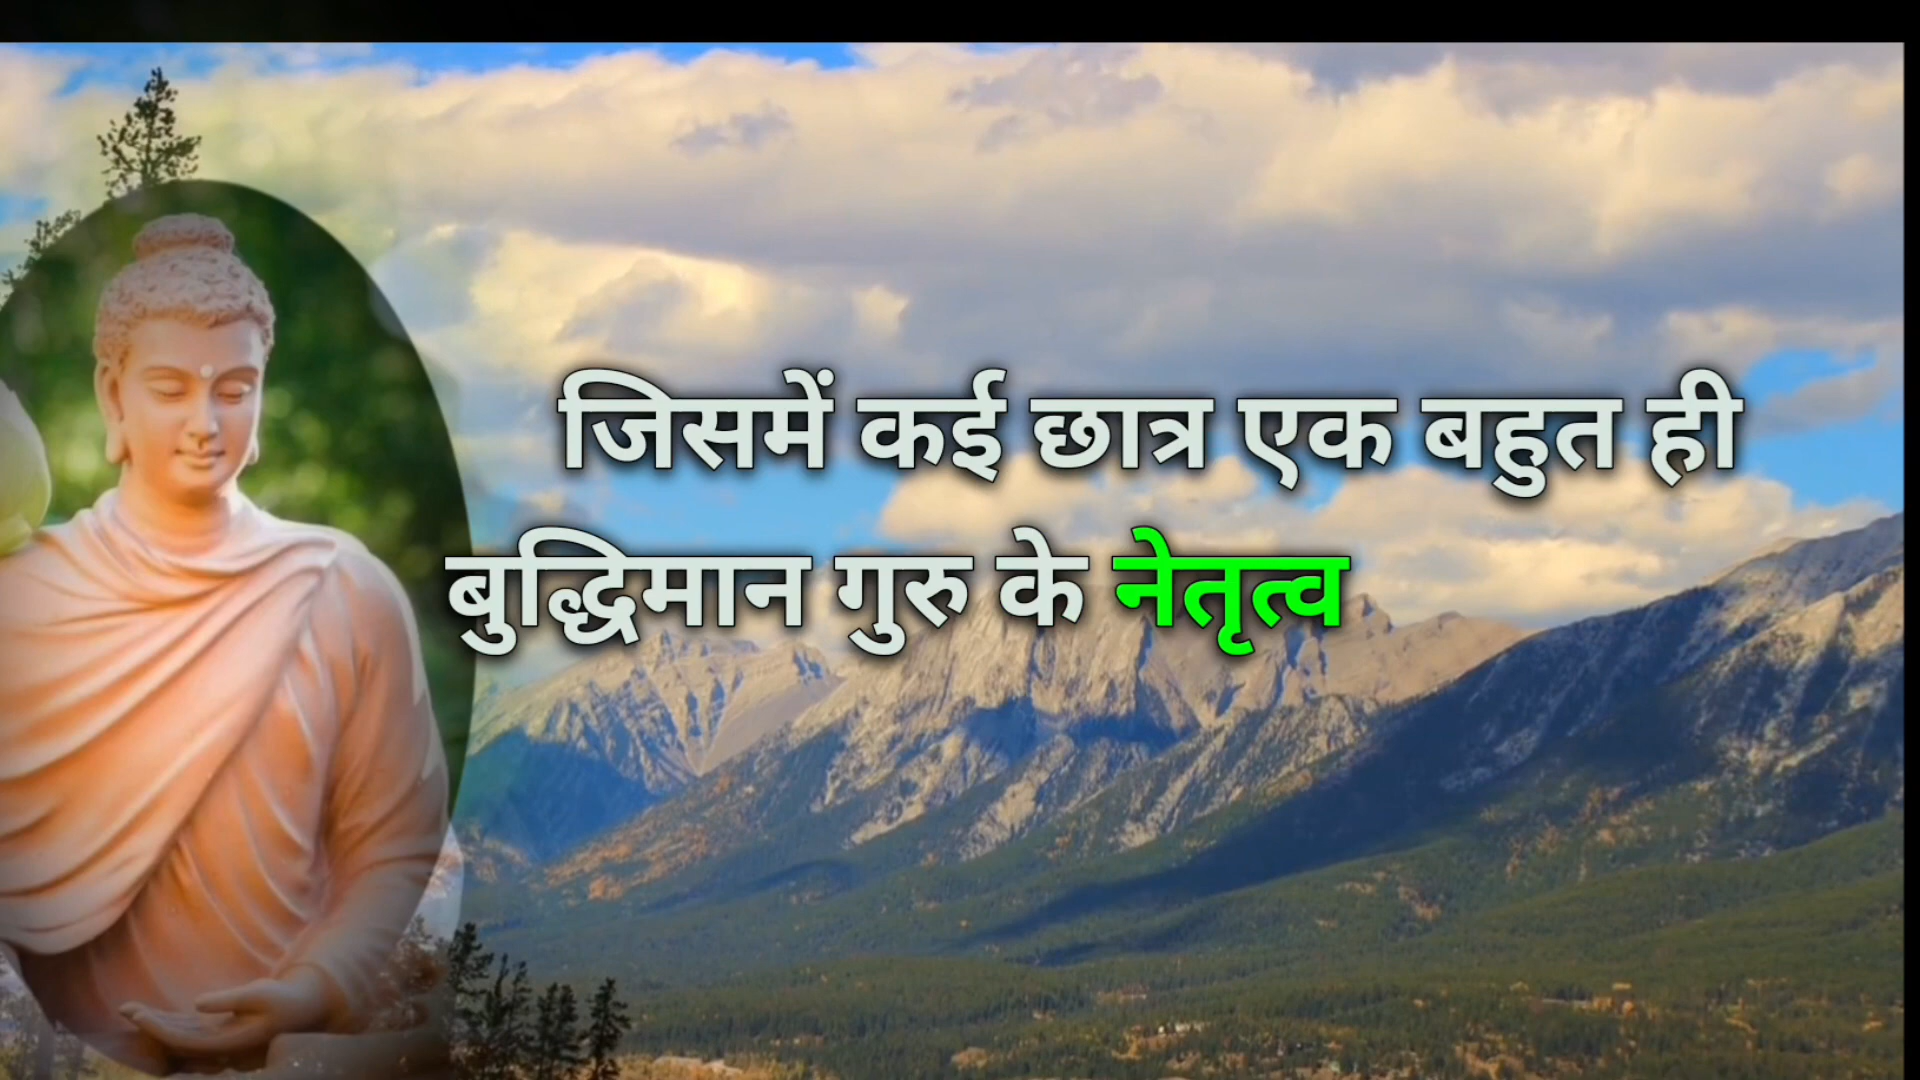 जिसमें कई छात्र एक बहुत ही
बुद्धिमान गुरु के नेतृत्व